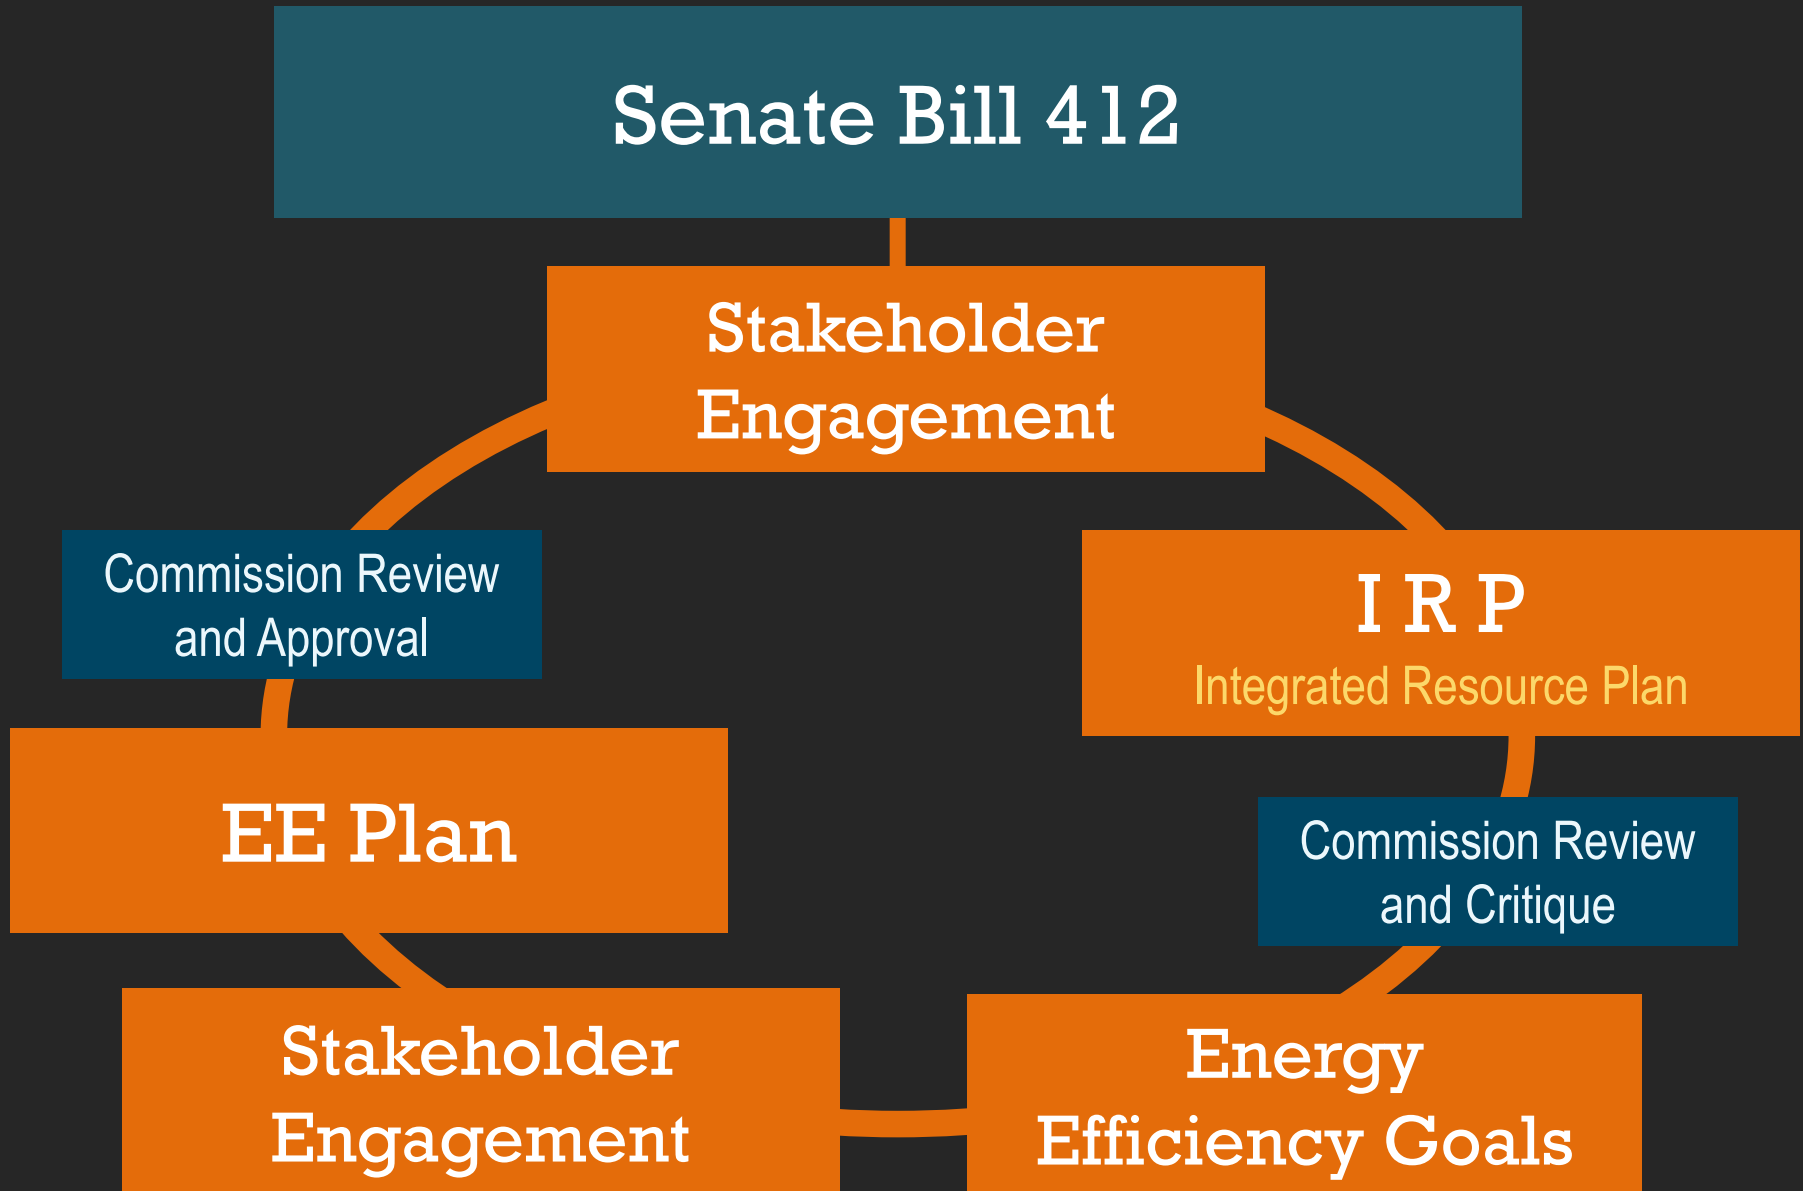 Senate Bill 412
Stakeholder
Engagement
Commission Review
and Approval
I R P
Integrated Resource Plan
EE Plan
Commission Review
and Critique
Stakeholder
Engagement
Energy
Efficiency Goals